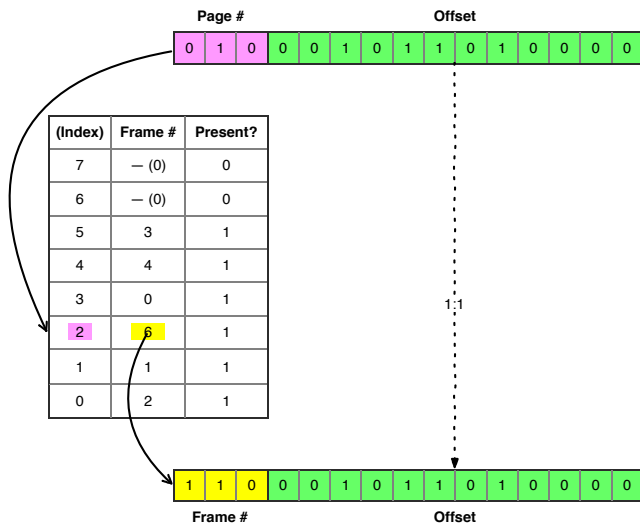 Page # Offset
0 1 0 0 0 1 0 1 1 0 1 0 0 0 0
(Index) Frame # Present?
7 — (0) 0
6 — (0) 0
5 3 1
4 4 1
3 0 1
1:1
2 6 1
1 1 1
0 2 1
1 1 0 0 0 1 0 1 1 0 1 0 0 0 0
Frame # Offset